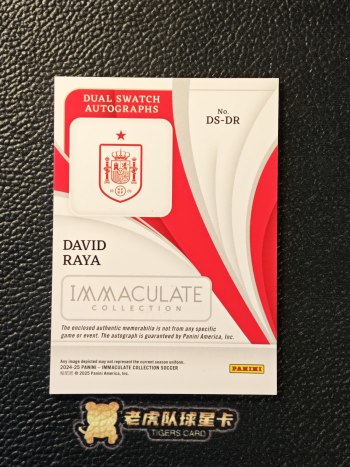 DUAL SWATCH
AUTOGRAPHS
No.
DS-DR
DAVID
RAYA
IMMACULATE
COLLECTION
The enclosed authentic memorabilia is not from any specific
game or event. The autograph is guaranteed by Panini America, Inc.
Any image depicted may not represent the current season uniform.
2024-25 PANINI – IMMACULATE COLLECTION SOCCER
© 2025 Panini America, Inc.
PANINI
老虎队球星卡
TIGERS CARD